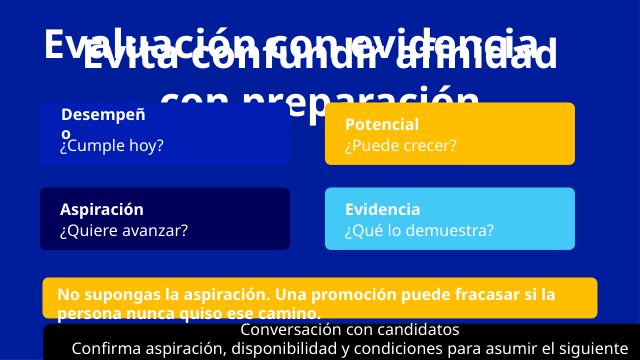 Evaluación con evidencia
Evita confundir afinidad
con preparación
Desempeñ
o
¿Cumple hoy?
Potencial
¿Puede crecer?
Aspiración
¿Quiere avanzar?
Evidencia
¿Qué lo demuestra?
No supongas la aspiración. Una promoción puede fracasar si la
persona nunca quiso ese camino.
Conversación con candidatos
Confirma aspiración, disponibilidad y condiciones para asumir el siguiente